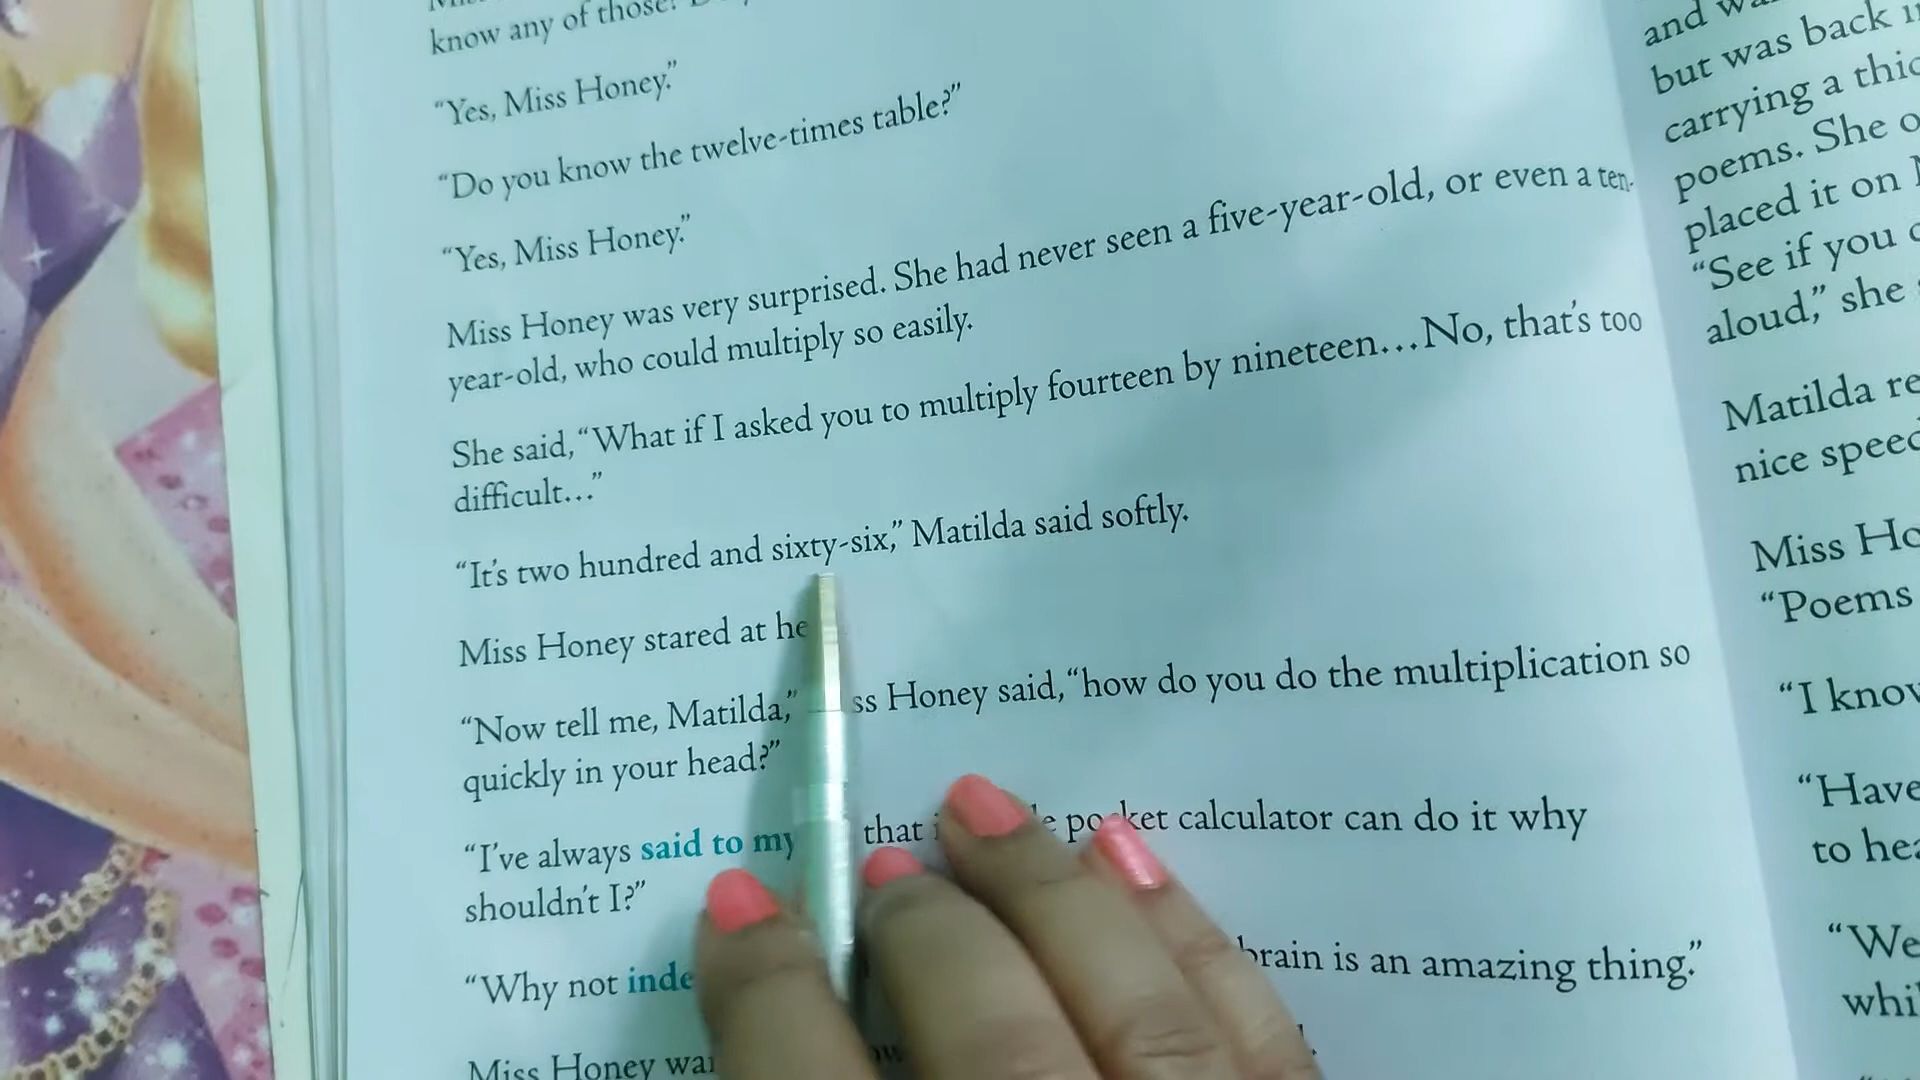 know any of those?
“Yes, Miss Honey.”
“Do you know the twelve-times table?”
“Yes, Miss Honey.”
Miss Honey was very surprised. She had never seen a five-year-old, or even a ten-
year-old, who could multiply so easily.
She said, “What if I asked you to multiply fourteen by nineteen...No, that's too
difficult...”
“It's two hundred and sixty-six,” Matilda said softly.
Miss Honey stared at he
“Now tell me, Matilda,” ss Honey said, “how do you do the multiplication so
quickly in your head?”
“I've always said to my that pocket calculator can do it why
shouldn't I?”
“Why not inde brain is an amazing thing.”
Miss Honey wa
and wa
but was back i
carrying a thic
poems. She o
placed it on
“See if you c
aloud,” she
Matilda re
nice speed
Miss Ho
“Poems
“I know
“Have
to hea
“We
whil